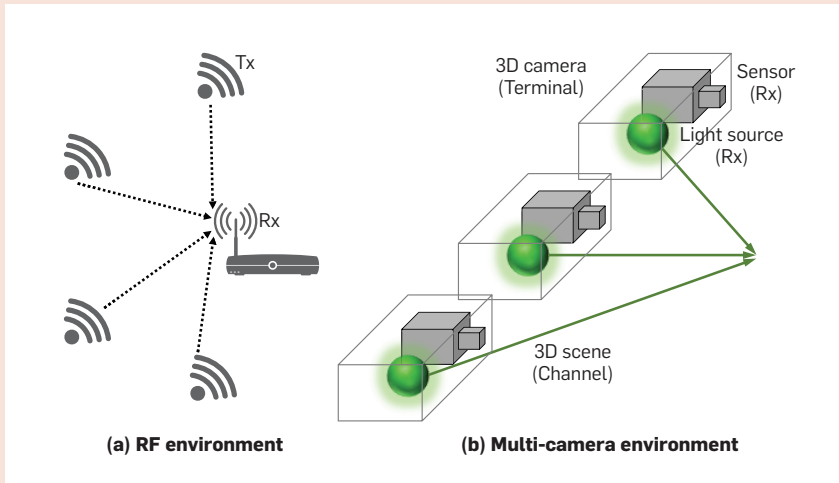 Tx
Rx
(a) RF environment
3D camera
(Terminal)
Sensor
(Rx)
Light source
(Rx)
3D scene
(Channel)
(b) Multi-camera environment